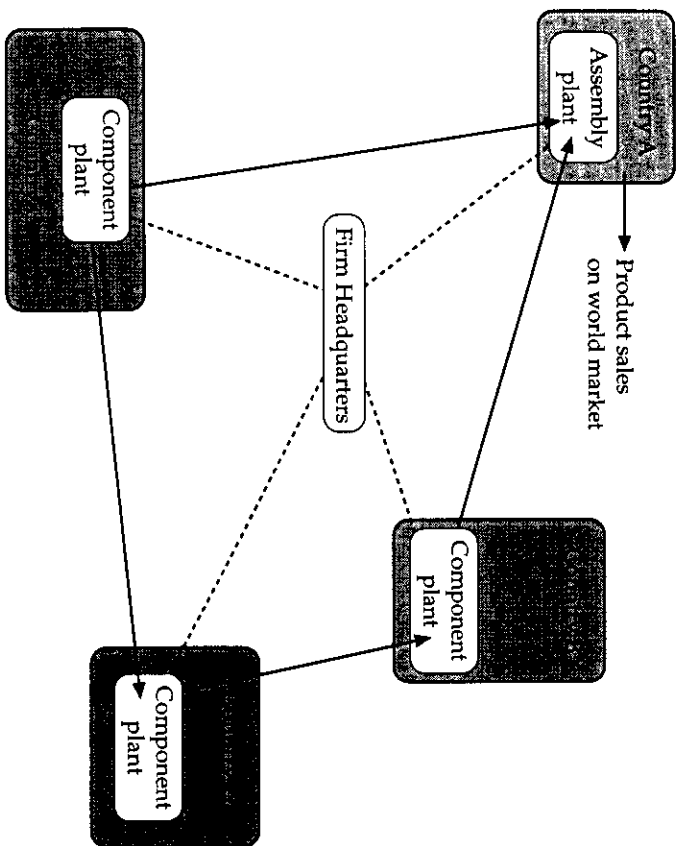 Country A
Assembly
plant
Product sales
on world market
Component
plant
Firm Headquarters
Component
plant
Component
plant